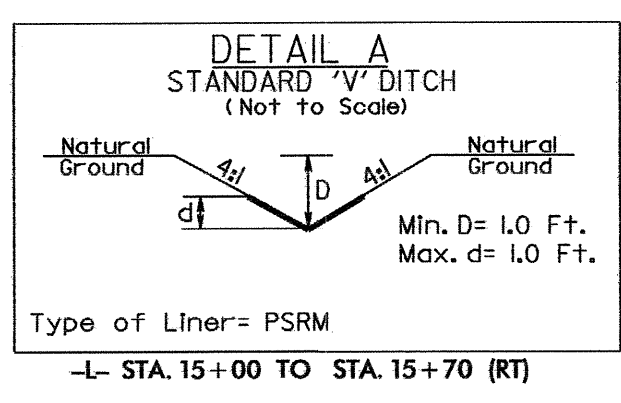 DETAIL A
STANDARD 'V' DITCH
(Not to Scale)
Natural Ground
4:1
D
4:1
Natural Ground
d
Min. D= 1.0 Ft.
Max. d= 1.0 Ft.
Type of Liner= PSRM
-L- STA. 15+00 TO STA. 15+70 (RT)